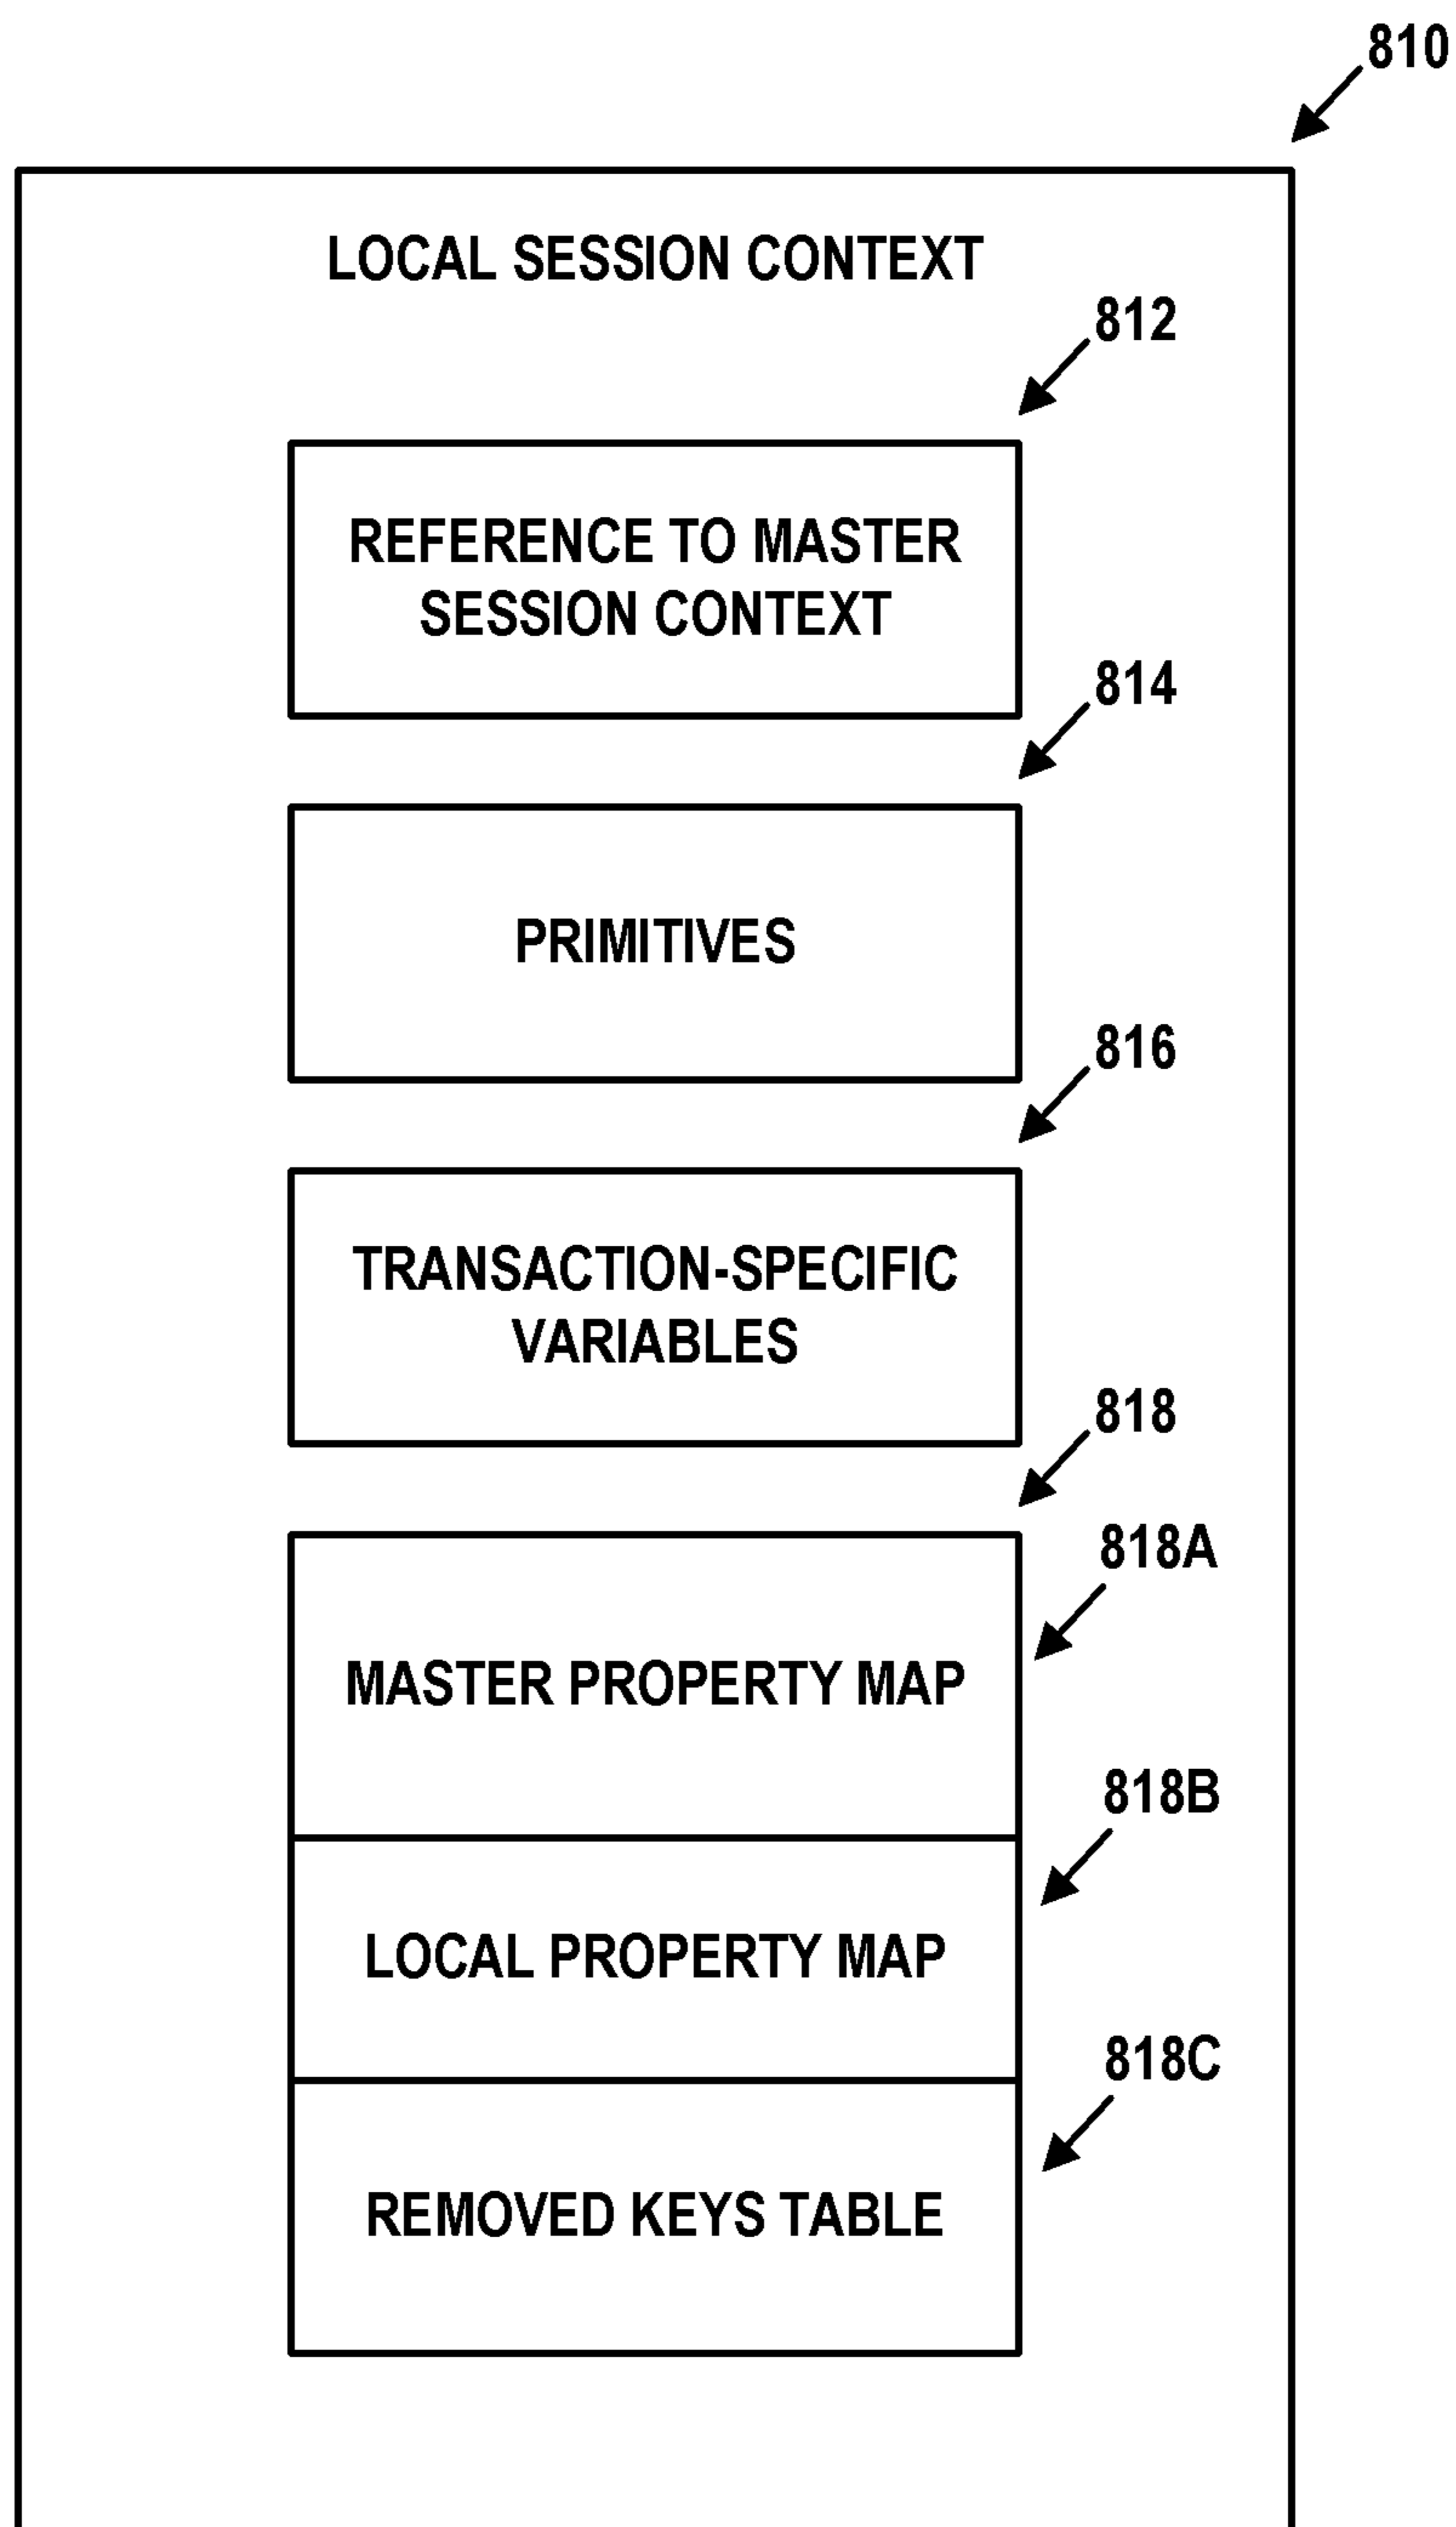 810
LOCAL SESSION CONTEXT
812
REFERENCE TO MASTER
SESSION CONTEXT
814
PRIMITIVES
816
TRANSACTION-SPECIFIC
VARIABLES
818
818A
MASTER PROPERTY MAP
818B
LOCAL PROPERTY MAP
818C
REMOVED KEYS TABLE